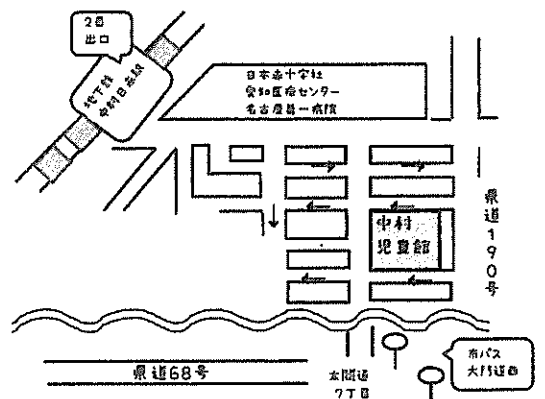 2番
出口
地下鉄
中村日赤駅
日本赤十字社
愛知医療センター
名古屋第一病院
中村
児童館
県道190号
県道68号
太閤通
7丁目
市バス
大門通西